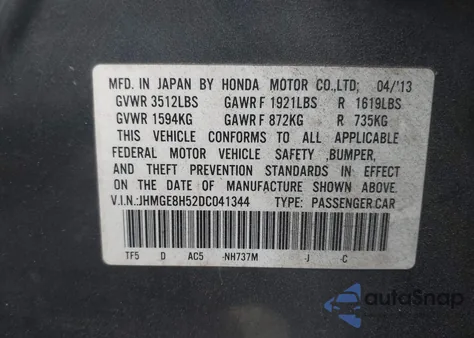 MFD. IN JAPAN BY HONDA MOTOR CO.,LTD; 04/'13
GVWR 3512LBS GAWR F 1921LBS R 1619LBS
GVWR 1594KG GAWR F 872KG R 735KG
THIS VEHICLE CONFORMS TO ALL APPLICABLE
FEDERAL MOTOR VEHICLE SAFETY ,BUMPER,
AND THEFT PREVENTION STANDARDS IN EFFECT
ON THE DATE OF MANUFACTURE SHOWN ABOVE.
V.I.N.:JHMGE8H52DC041344 TYPE: PASSENGER CAR
TF5 D AC5 -NH737M -J -C
autoSnap